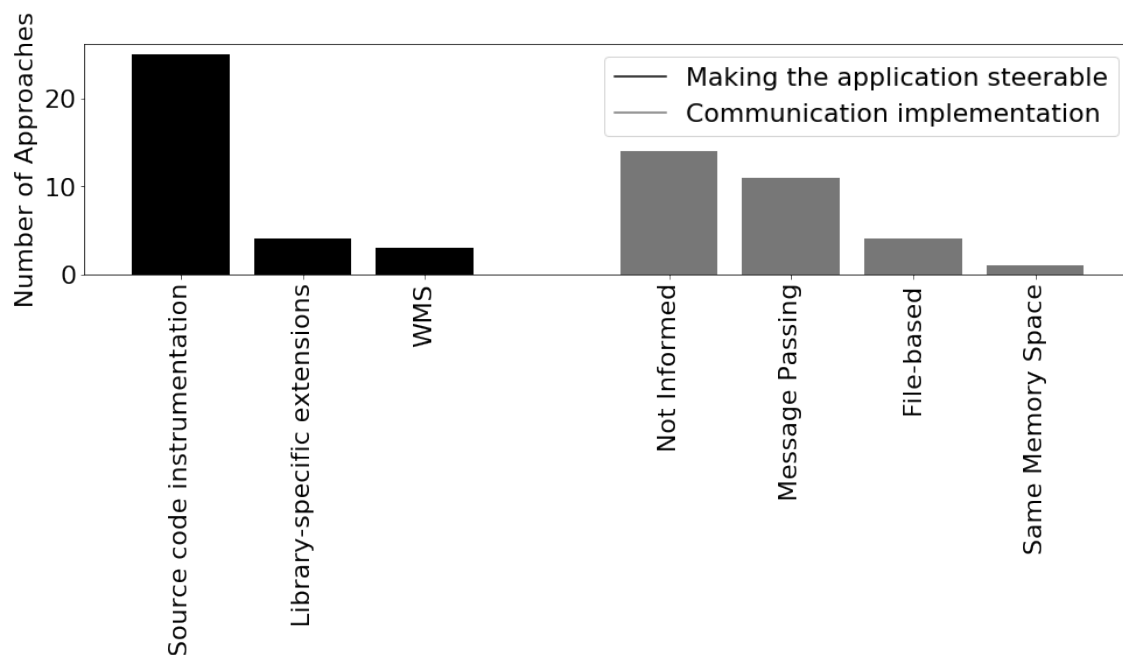 Number of Approaches
20
10
0
Making the application steerable
Communication implementation
Source code instrumentation
Library-specific extensions
WMS
Not Informed
Message Passing
File-based
Same Memory Space